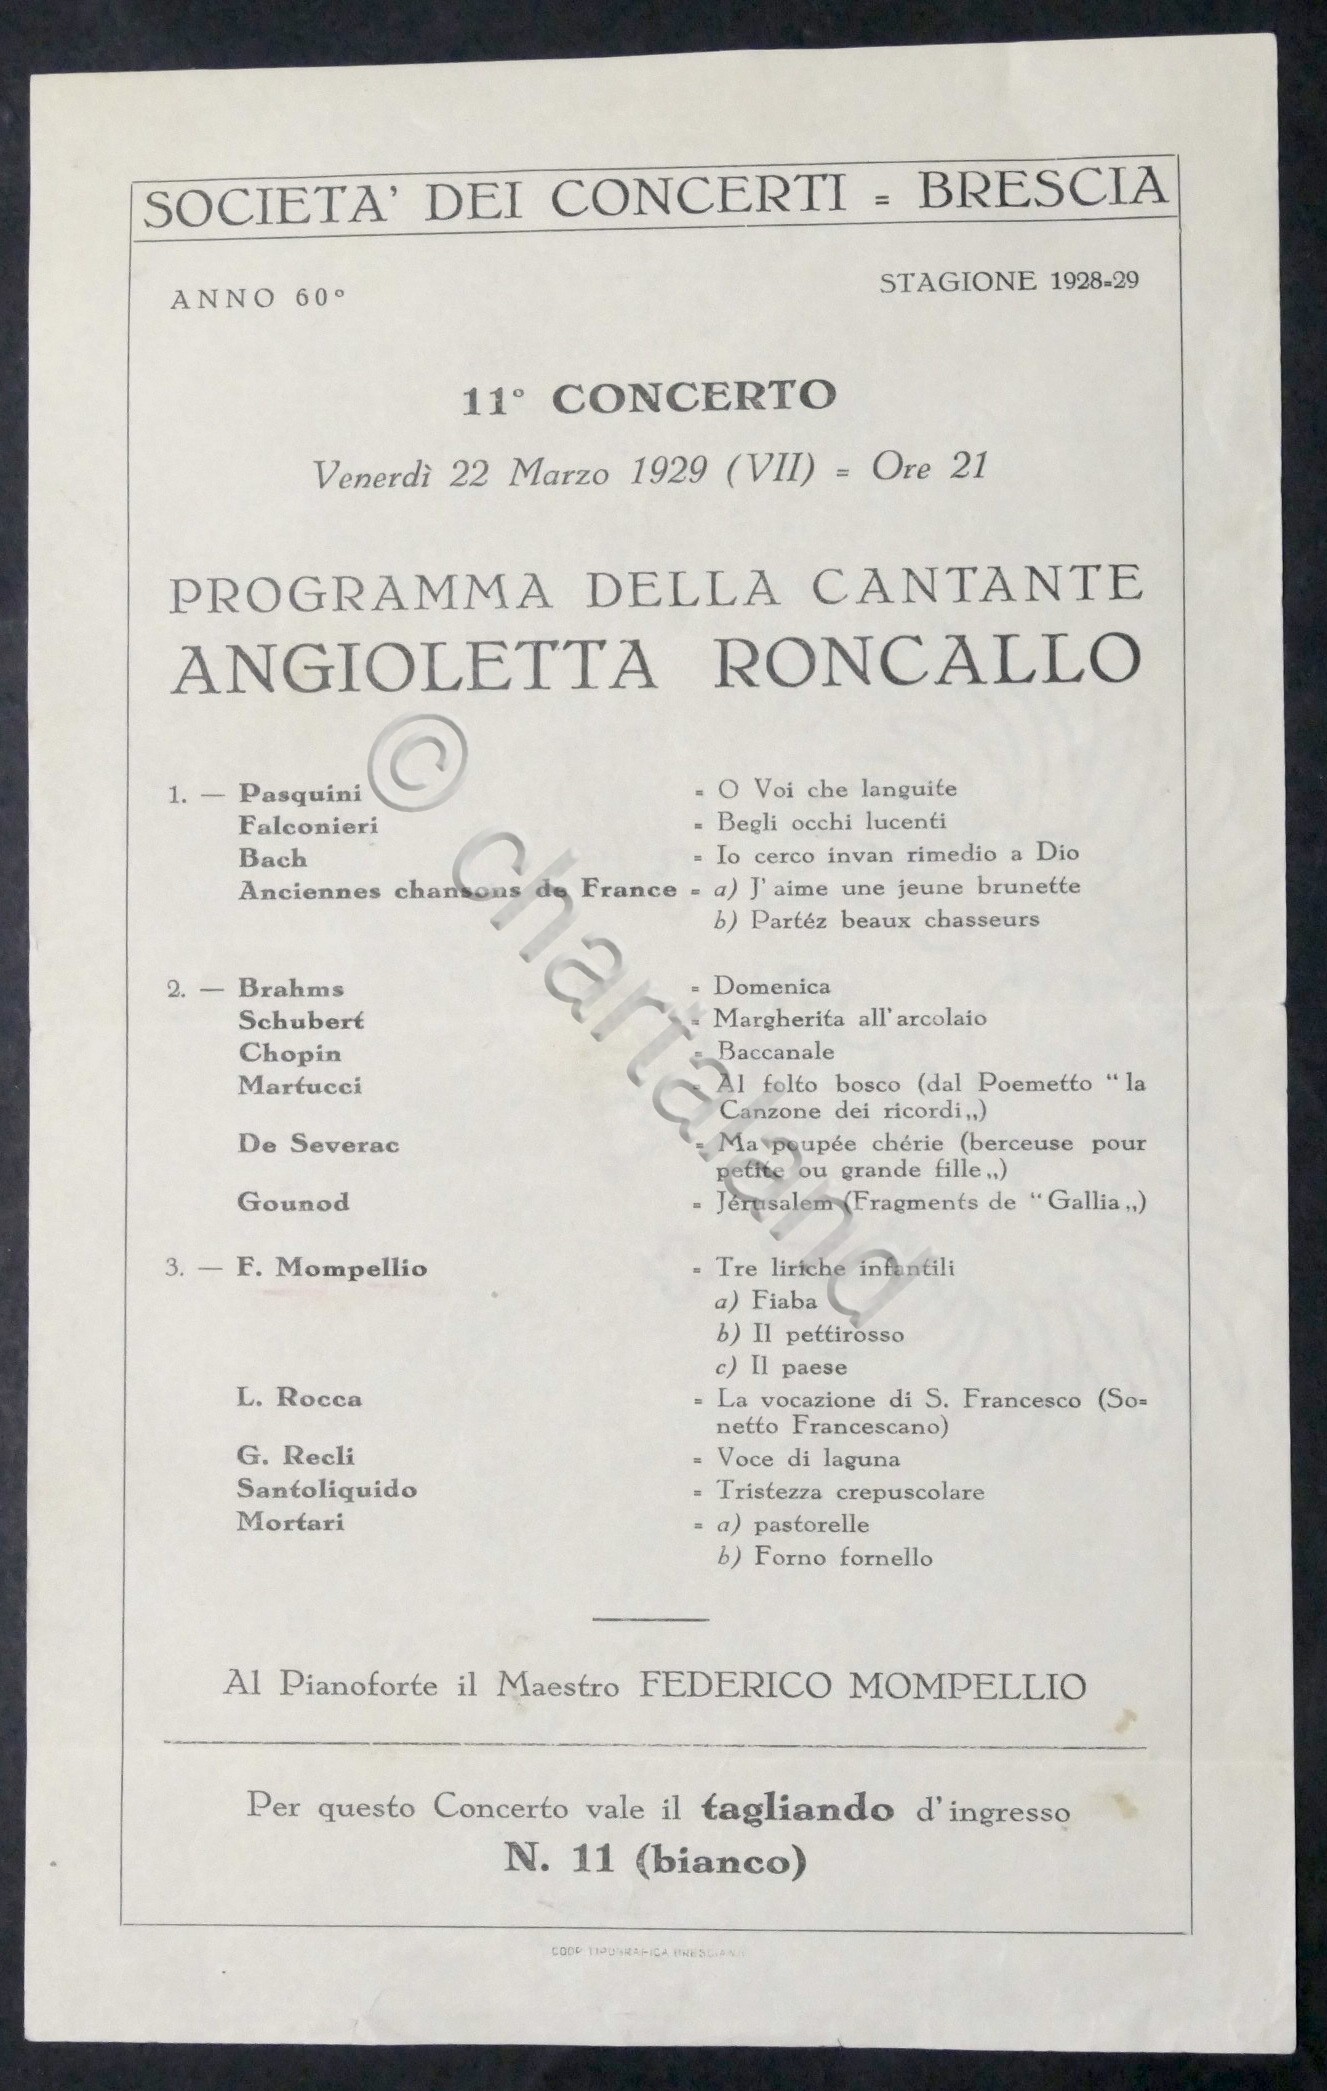 SOCIETA' DEI CONCERTI = BRESCIA
ANNO 60° STAGIONE 1928=29
11° CONCERTO
Venerdì 22 Marzo 1929 (VII) = Ore 21
PROGRAMMA DELLA CANTANTE
ANGIOLETTA RONCALLO
1. — Pasquini = O Voi che languite
Falconieri = Begli occhi lucenti
Bach = Io cerco invan rimedio a Dio
Anciennes chansons de France = a) J'aime une jeune brunette
b) Partéz beaux chasseurs
2. — Brahms = Domenica
Schubert = Margherita all'arcolaio
Chopin = Baccanale
Martucci = Al folto bosco (dal Poemetto “la
Canzone dei ricordi„)
De Severac = Ma poupée chérie (berceuse pour
petite ou grande fille„)
Gounod = Jérusalem (Fragments de “Gallia„)
3. — F. Mompellio = Tre liriche infantili
a) Fiaba
b) Il pettirosso
c) Il paese
L. Rocca = La vocazione di S. Francesco (So=
netto Francescano)
G. Recli = Voce di laguna
Santoliquido = Tristezza crepuscolare
Mortari = a) pastorelle
b) Forno fornello
Al Pianoforte il Maestro FEDERICO MOMPELLIO
Per questo Concerto vale il tagliando d'ingresso
N. 11 (bianco)
COOP. TIPOGRAFICA BRESCIANA
© chartaland